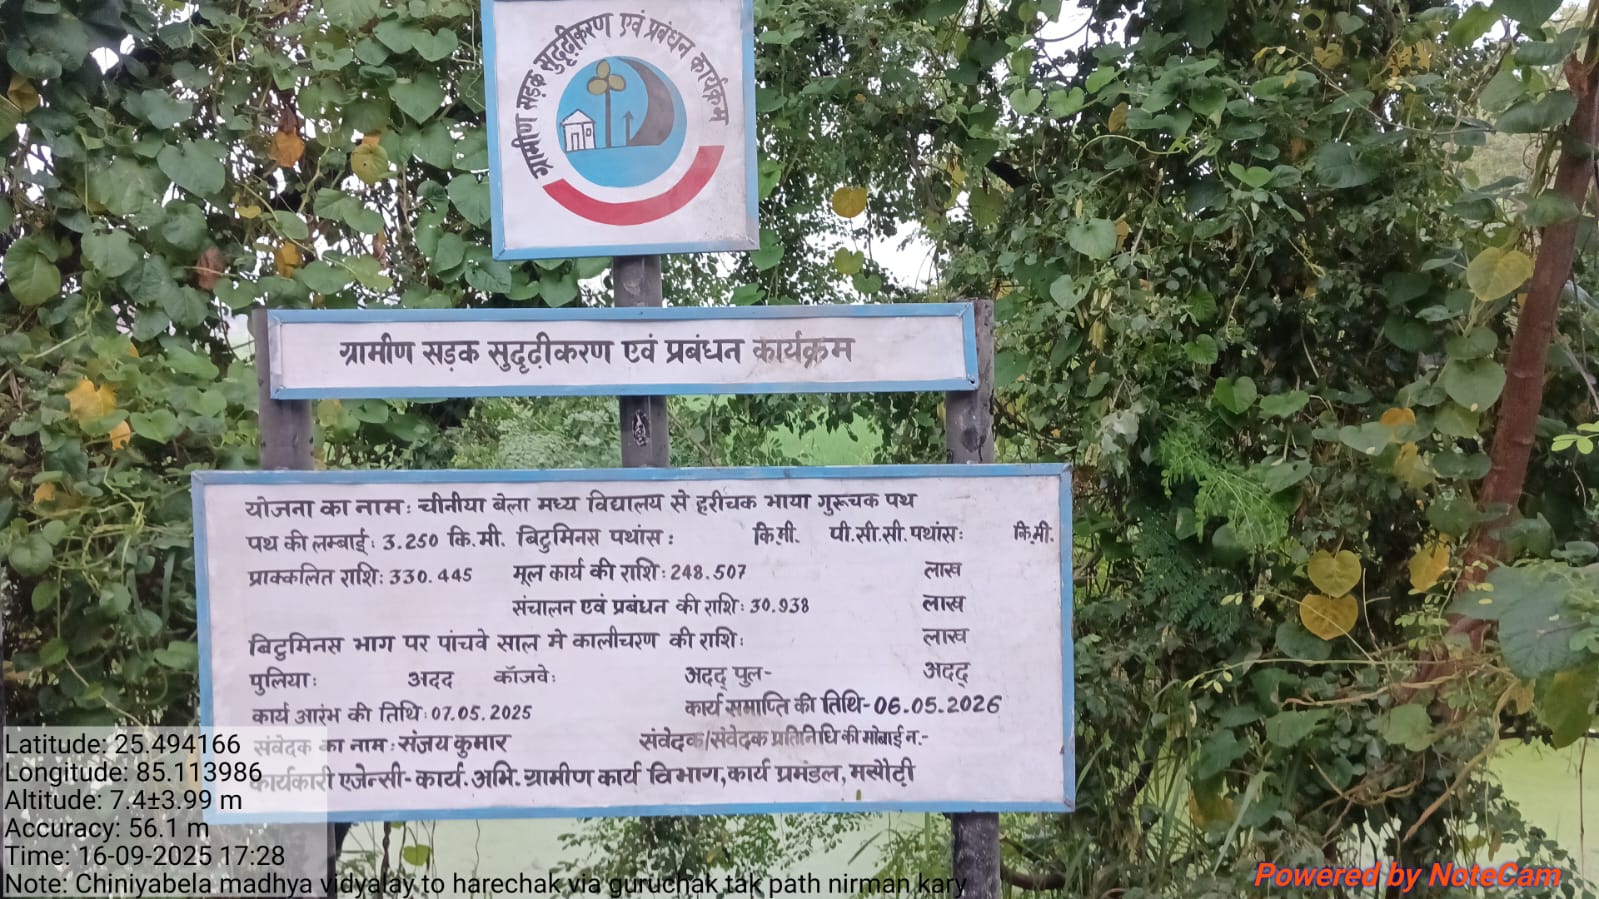 ग्रामीण सड़क सुदृढ़ीकरण एवं प्रबंधन कार्यक्रम
ग्रामीण सड़क सुदृढ़ीकरण एवं प्रबंधन कार्यक्रम
योजना का नाम: चीनीया बेला मध्य विद्यालय से हरीचक भाया गुरूचक पथ
पथ की लम्बाई: 3.250 कि.मी. बिटुमिनस पथांस: कि.मी. पी.सी.सी. पथांस: कि.मी.
प्राक्कलित राशि: 330.445 मूल कार्य की राशि: 248.507 लाख
संचालन एवं प्रबंधन की राशि: 30.938 लाख
बिटुमिनस भाग पर पांचवे साल मे कालीचरण की राशि: लाख
पुलिया: अदद कॉजवे: अदद् पुल- अदद्
कार्य आरंभ की तिथि: 07.05.2025 कार्य समाप्ति की तिथि- 06.05.2026
संवेदक का नाम: संजय कुमार संवेदक/संवेदक प्रतिनिधि की मोबाई न.-
कार्यकारी एजेन्सी- कार्य. अभि. ग्रामीण कार्य विभाग, कार्य प्रमंडल, मसौढ़ी
Latitude: 25.494166
Longitude: 85.113986
Altitude: 7.4±3.99 m
Accuracy: 56.1 m
Time: 16-09-2025 17:28
Note: Chiniyabela madhya vidyalay to harechak via guruchak tak path nirman kary
Powered by NoteCam